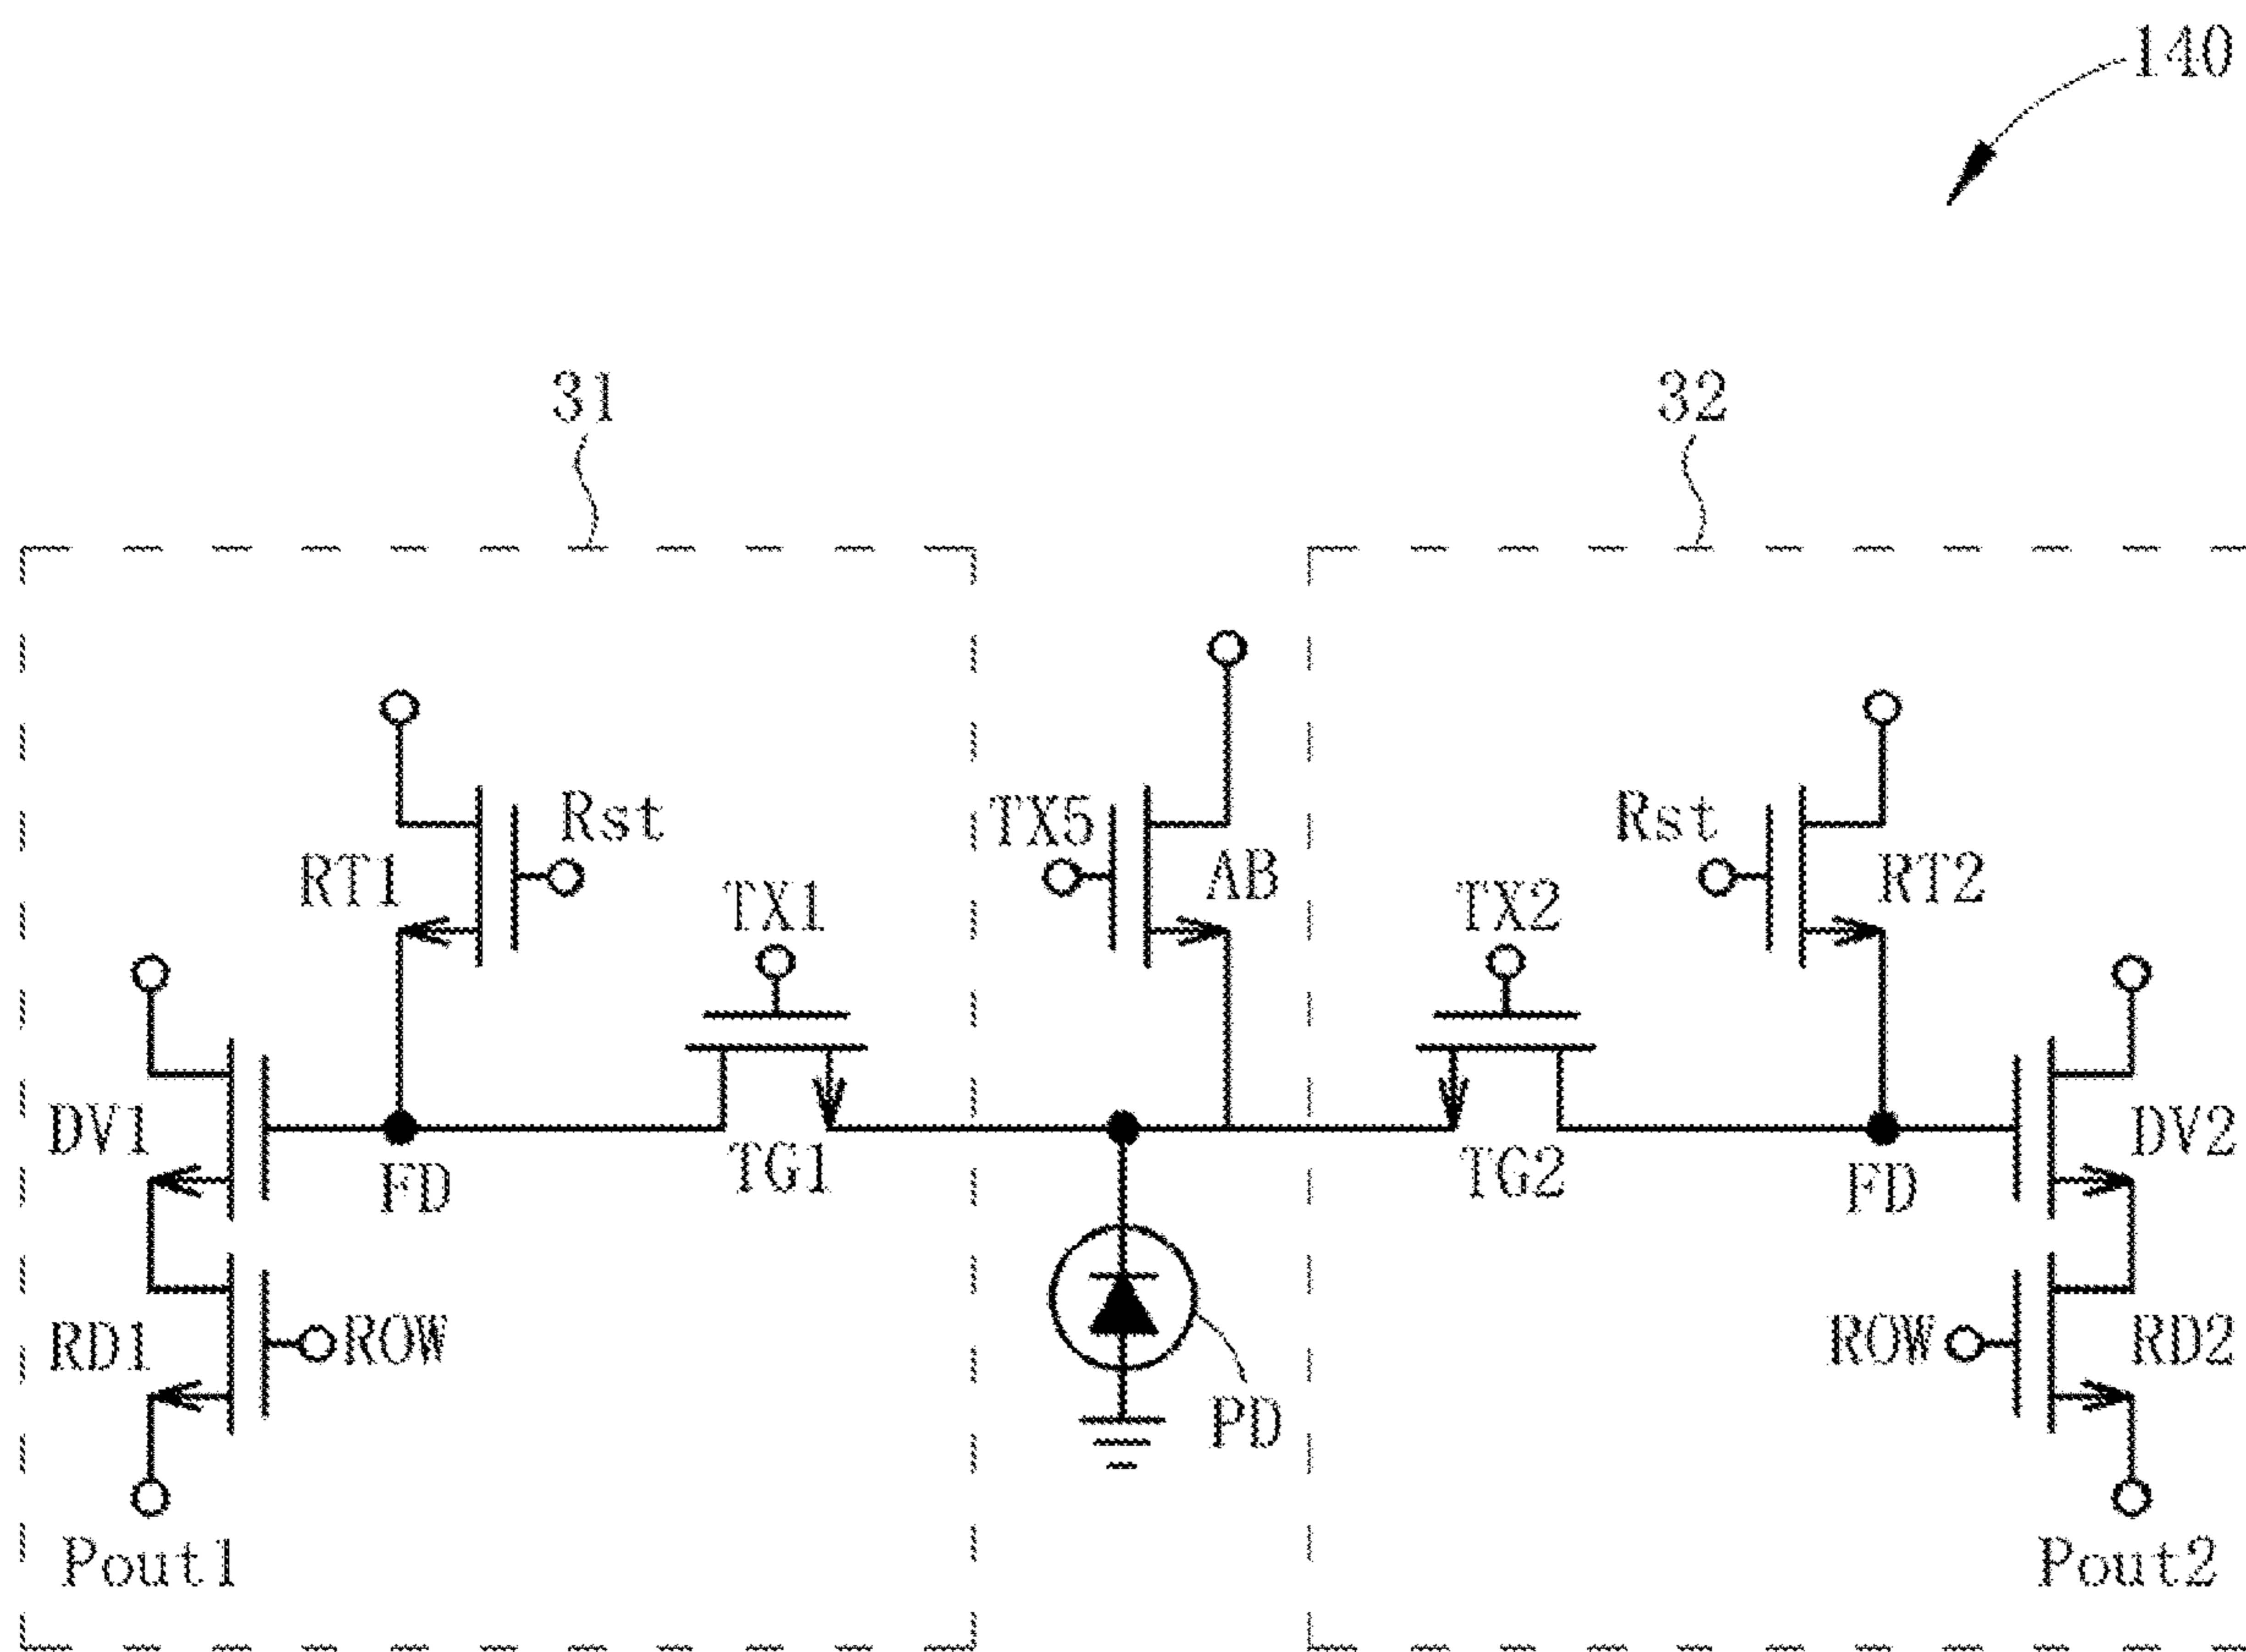 140
31
32
Rst
TX5
Rst
RT1
AB
RT2
TX1
TX2
DV1
DV2
TG1
TG2
FD
FD
RD1
ROW
ROW
RD2
PD
Pout1
Pout2